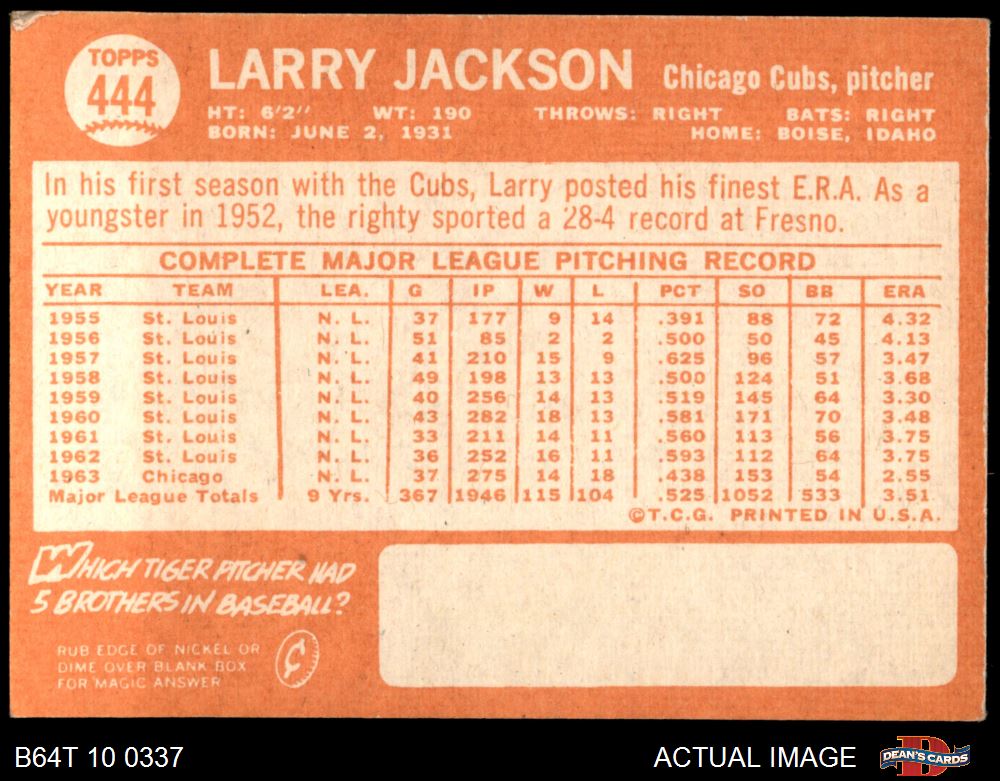 TOPPS
444
LARRY JACKSON Chicago Cubs, pitcher
HT: 6'2" WT: 190 THROWS: RIGHT BATS: RIGHT
BORN: JUNE 2, 1931 HOME: BOISE, IDAHO
In his first season with the Cubs, Larry posted his finest E.R.A. As a
youngster in 1952, the righty sported a 28-4 record at Fresno.
COMPLETE MAJOR LEAGUE PITCHING RECORD
YEAR TEAM LEA. G IP W L PCT SO BB ERA
1955 St. Louis N. L. 37 177 9 14 .391 88 72 4.32
1956 St. Louis N. L. 51 85 2 2 .500 50 45 4.13
1957 St. Louis N. L. 41 210 15 9 .625 96 57 3.47
1958 St. Louis N. L. 49 198 13 13 .500 124 51 3.68
1959 St. Louis N. L. 40 256 14 13 .519 145 64 3.30
1960 St. Louis N. L. 43 282 18 13 .581 171 70 3.48
1961 St. Louis N. L. 33 211 14 11 .560 113 56 3.75
1962 St. Louis N. L. 36 252 16 11 .593 112 64 3.75
1963 Chicago N. L. 37 275 14 18 .438 153 54 2.55
Major League Totals 9 Yrs. 367 1946 115 104 .525 1052 533 3.51
©T.C.G. PRINTED IN U.S.A.
WHICH TIGER PITCHER HAD
5 BROTHERS IN BASEBALL?
RUB EDGE OF NICKEL OR
DIME OVER BLANK BOX
FOR MAGIC ANSWER
B64T 10 0337 ACTUAL IMAGE DEAN'S CARDS